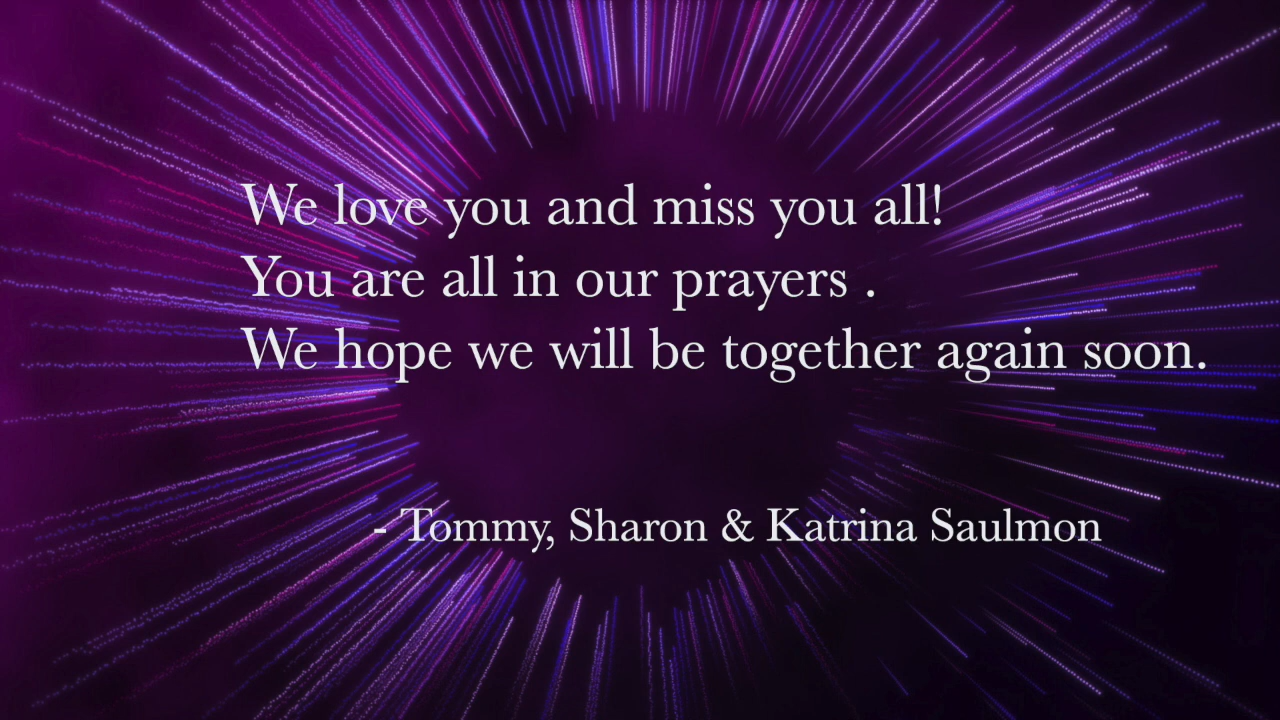 We love you and miss you all!
You are all in our prayers .
We hope we will be together again soon.
- Tommy, Sharon & Katrina Saulmon